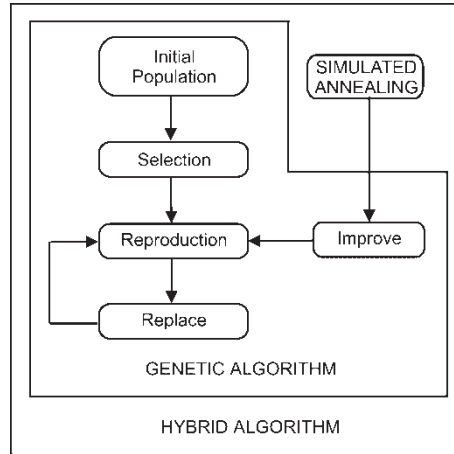 Initial
Population
SIMULATED
ANNEALING
Selection
Reproduction
Improve
Replace
GENETIC ALGORITHM
HYBRID ALGORITHM